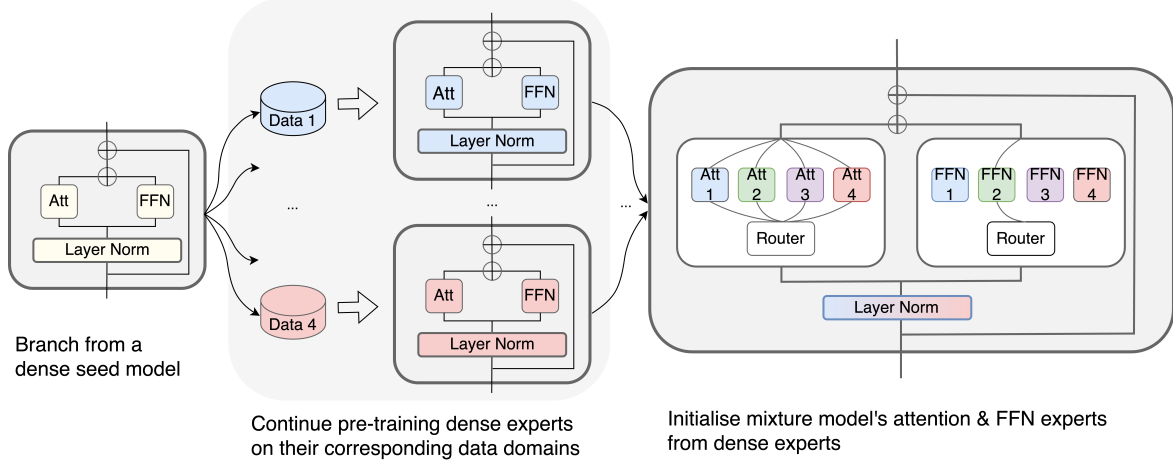 Att
FFN
Layer Norm
Branch from a
dense seed model
Data 1
...
Data 4
Att
FFN
Layer Norm
...
Att
FFN
Layer Norm
Continue pre-training dense experts
on their corresponding data domains
...
Att
1
Att
2
Att
3
Att
4
Router
FFN
1
FFN
2
FFN
3
FFN
4
Router
Layer Norm
Initialise mixture model's attention & FFN experts
from dense experts